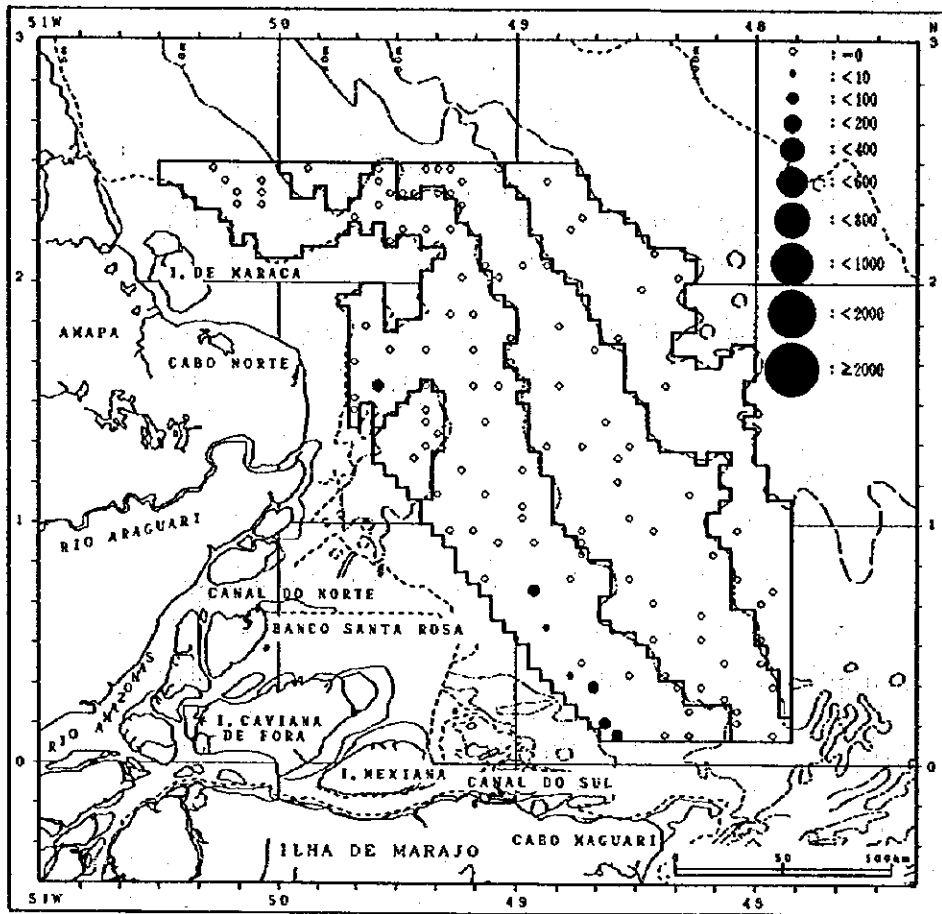 51W 50 49 48 N
3 3
:=0
:<10
:<100
:<200
:<400
:<600
:<800
:<1000
:<2000
:≥2000
2 2
I. DE MARACA
AMAPA
CABO NORTE
1 1
RIO ARAGUARI
CANAL DO NORTE
BANCO SANTA ROSA
RIO AMAZONAS
I. CAVIANA
DE FORA
0 0
I. MEXIANA
CANAL DO SUL
CABO MAGUARI
ILHA DE MARAJO
0 50 100km
51W 50 49 48